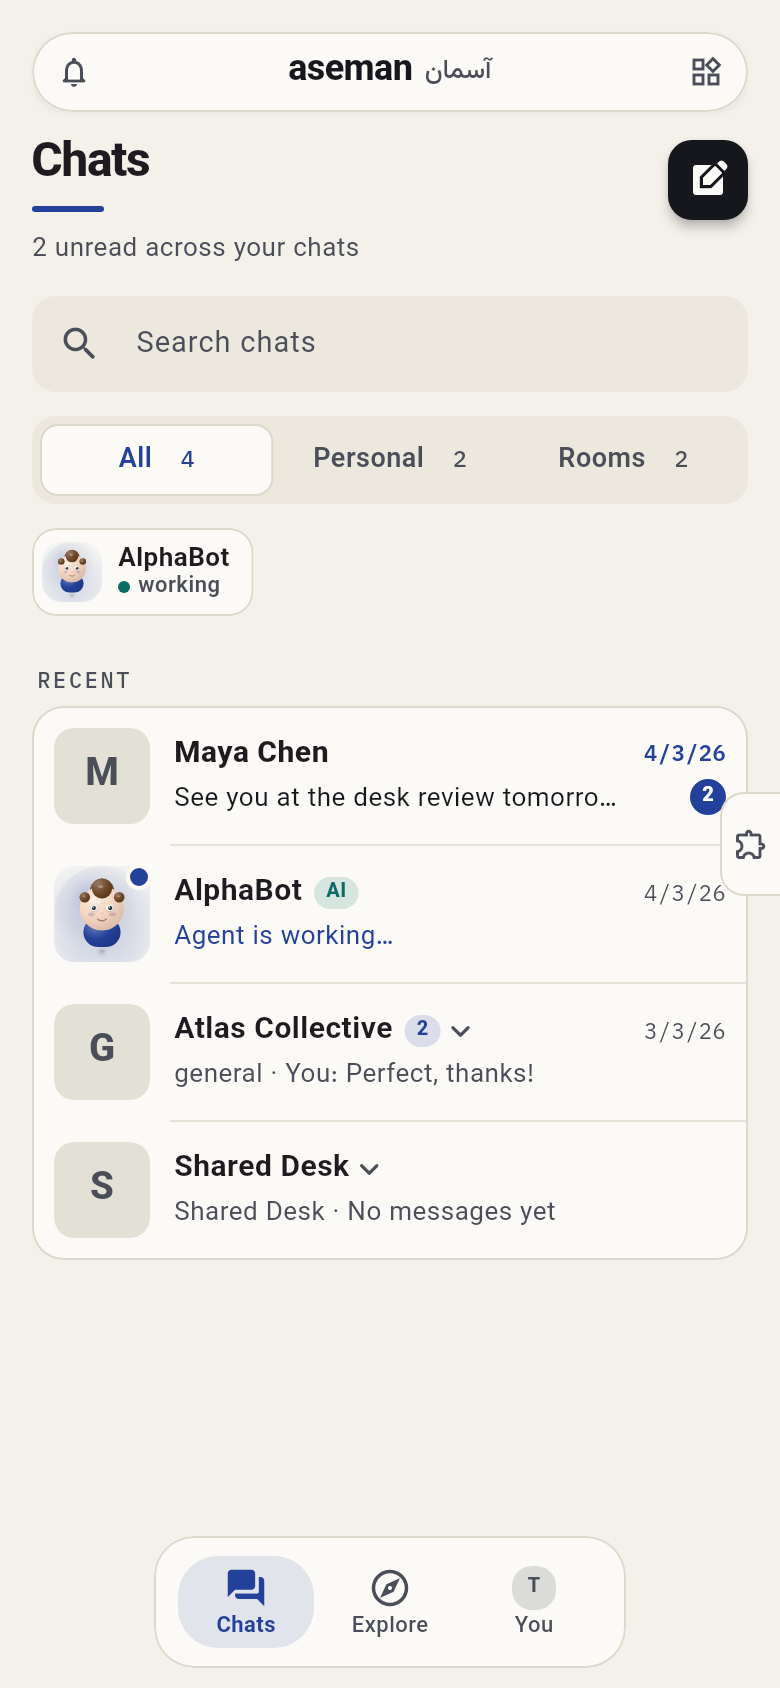 aseman آسمان
Chats
2 unread across your chats
Search chats
All 4 Personal 2 Rooms 2
AlphaBot
working
RECENT
M
Maya Chen 4/3/26
See you at the desk review tomorro… 2
AlphaBot AI 4/3/26
Agent is working…
G
Atlas Collective 2 3/3/26
general · You: Perfect, thanks!
S
Shared Desk
Shared Desk · No messages yet
T
Chats Explore You